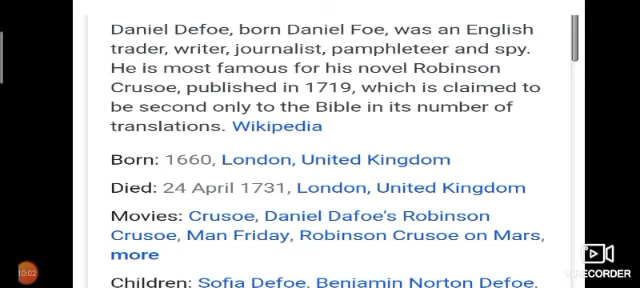 Daniel Defoe, born Daniel Foe, was an English
trader, writer, journalist, pamphleteer and spy.
He is most famous for his novel Robinson
Crusoe, published in 1719, which is claimed to
be second only to the Bible in its number of
translations. Wikipedia
Born: 1660, London, United Kingdom
Died: 24 April 1731, London, United Kingdom
Movies: Crusoe, Daniel Dafoe's Robinson
Crusoe, Man Friday, Robinson Crusoe on Mars,
more
Children: Sofia Defoe, Benjamin Norton Defoe,
10:02